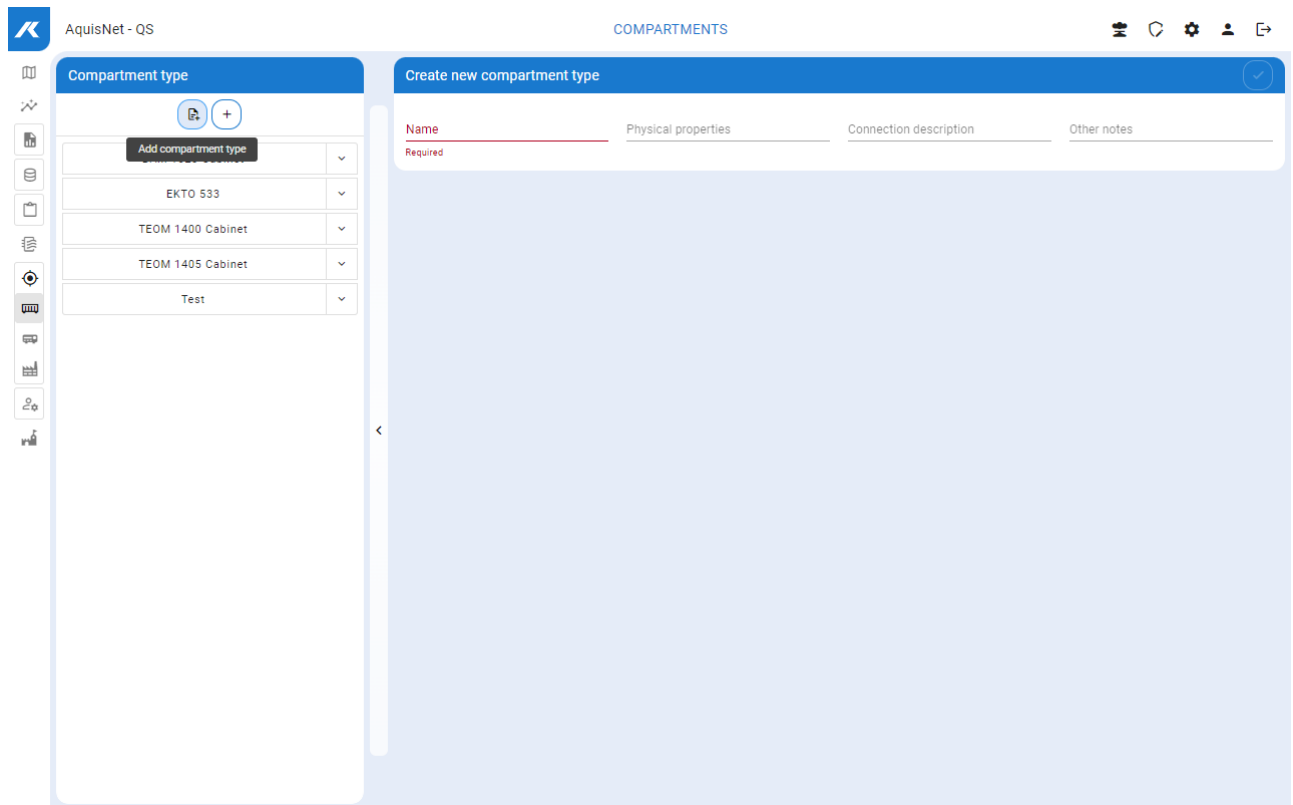 AquisNet - QS
COMPARTMENTS
Compartment type
Add compartment type
EKTO 533
TEOM 1400 Cabinet
TEOM 1405 Cabinet
Test
Create new compartment type
Name
Required
Physical properties
Connection description
Other notes